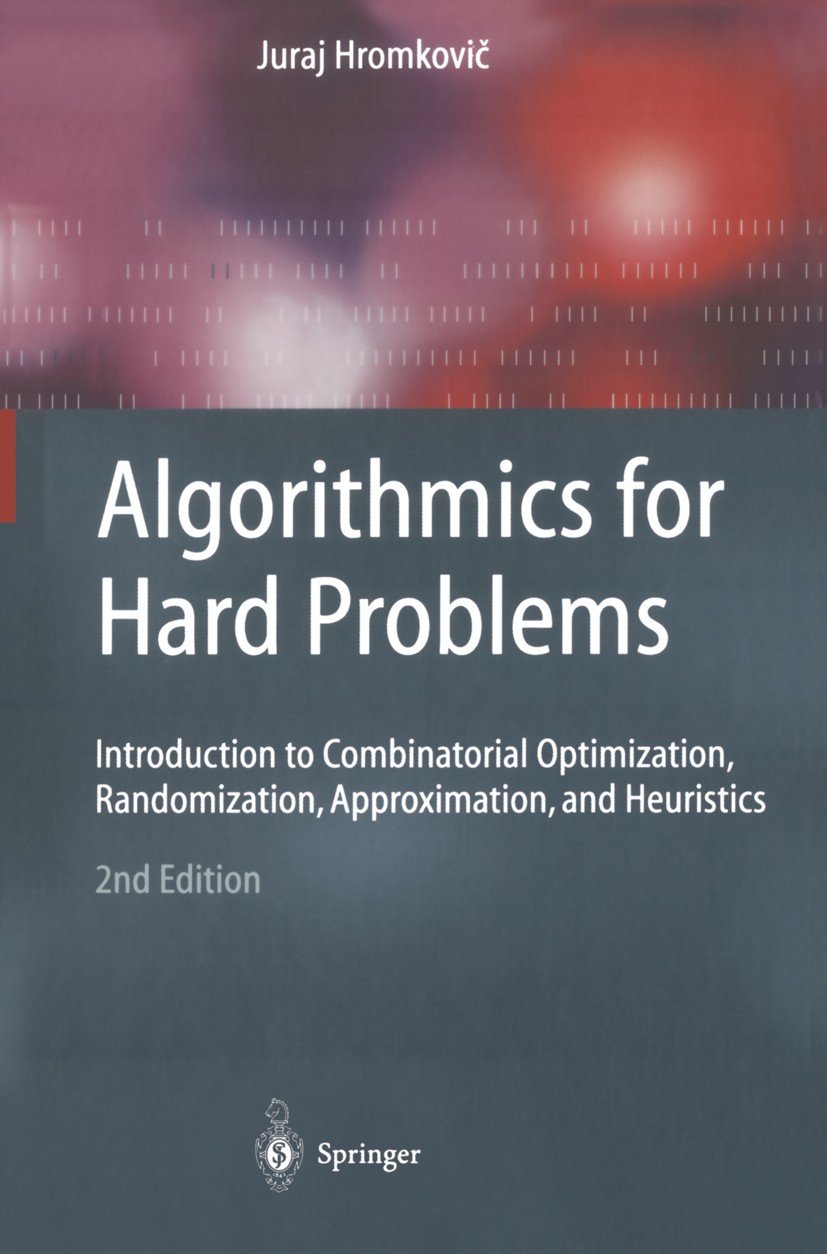 Juraj Hromkovič
Algorithmics for
Hard Problems
Introduction to Combinatorial Optimization,
Randomization, Approximation, and Heuristics
2nd Edition
Springer